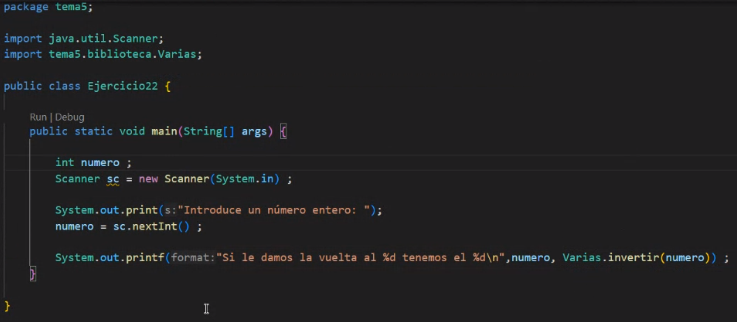 package tema5;
import java.util.Scanner;
import tema5.biblioteca.Varias;
public class Ejercicio22 {
Run | Debug
public static void main(String[] args) {
int numero ;
Scanner sc = new Scanner(System.in) ;
System.out.print(s:"Introduce un número entero: ");
numero = sc.nextInt() ;
System.out.printf(format:"Si le damos la vuelta al %d tenemos el %d\n",numero, Varias.invertir(numero)) ;
}
}